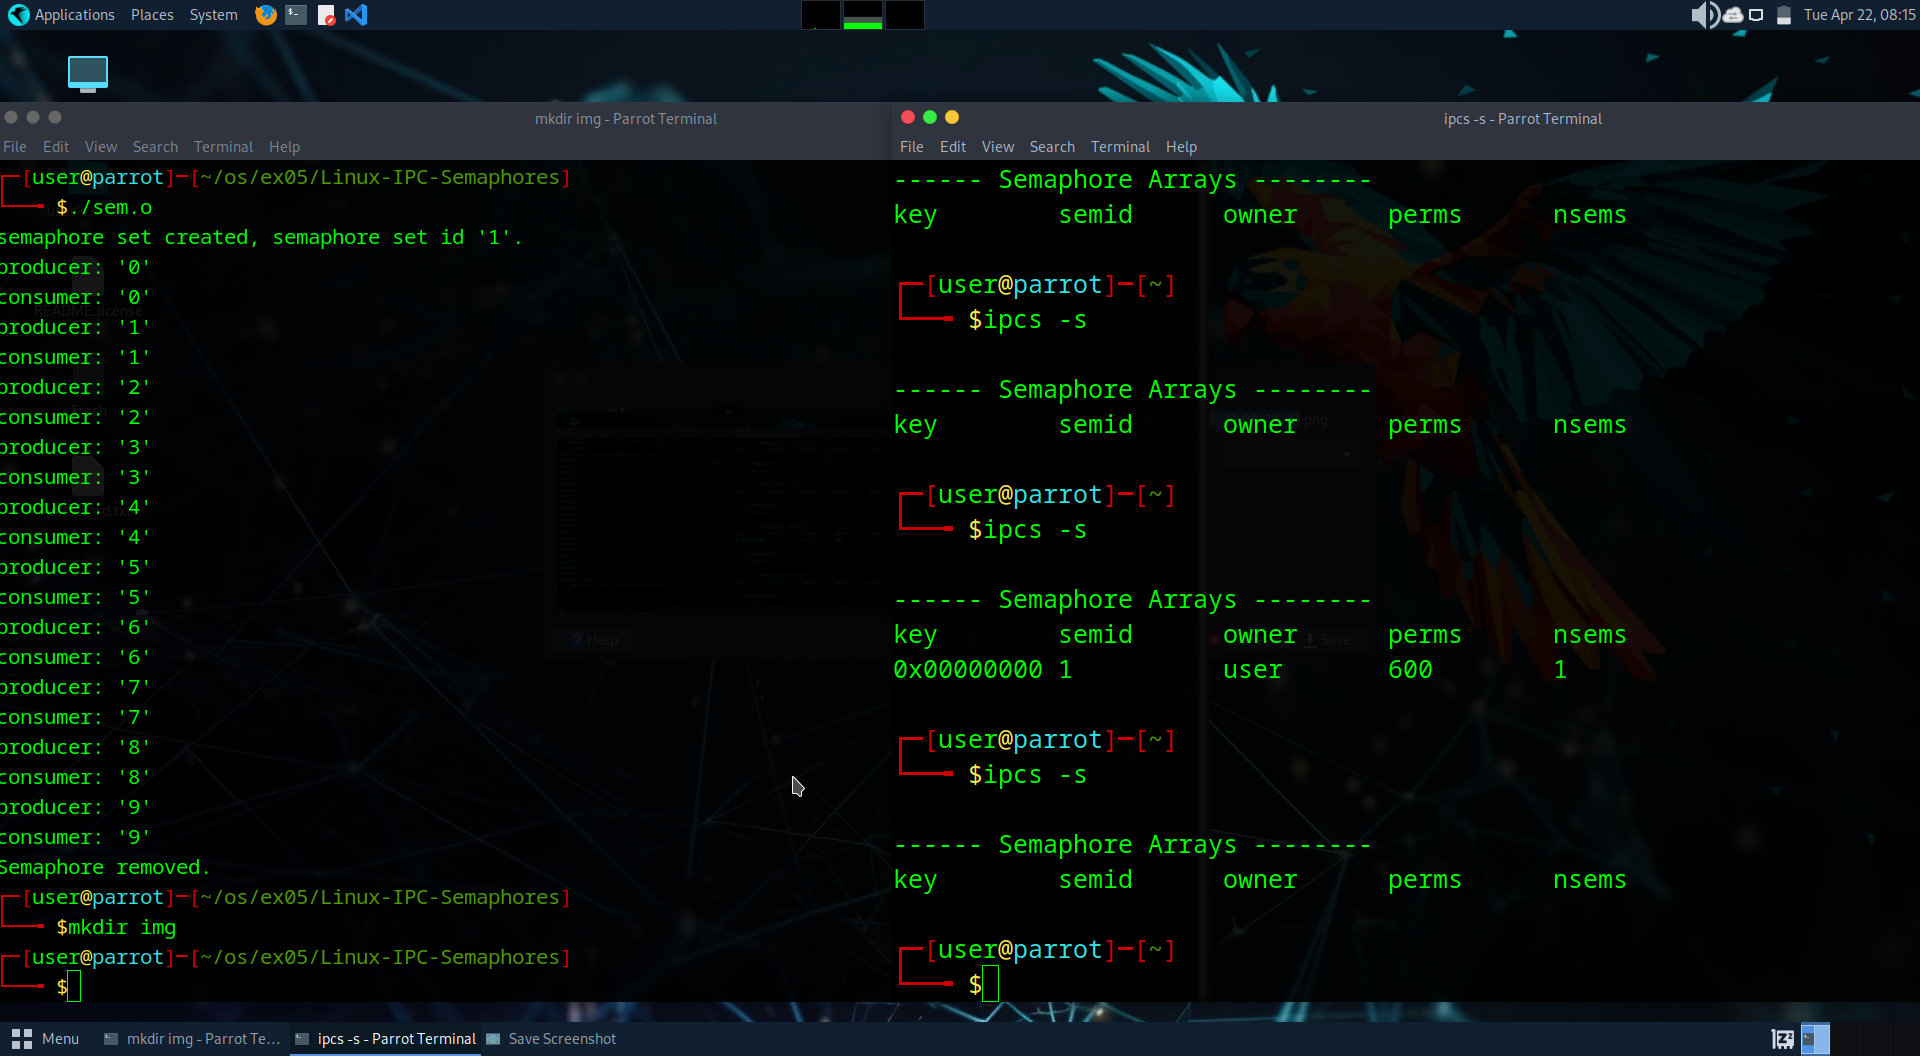 Applications Places System Tue Apr 22, 08:15
mkdir img - Parrot Terminal
File Edit View Search Terminal Help
┌─[user@parrot]─[~/os/ex05/Linux-IPC-Semaphores]
└──╼ $./sem.o
semaphore set created, semaphore set id '1'.
producer: '0'
consumer: '0'
producer: '1'
consumer: '1'
producer: '2'
consumer: '2'
producer: '3'
consumer: '3'
producer: '4'
consumer: '4'
producer: '5'
consumer: '5'
producer: '6'
consumer: '6'
producer: '7'
consumer: '7'
producer: '8'
consumer: '8'
producer: '9'
consumer: '9'
Semaphore removed.
┌─[user@parrot]─[~/os/ex05/Linux-IPC-Semaphores]
└──╼ $mkdir img
┌─[user@parrot]─[~/os/ex05/Linux-IPC-Semaphores]
└──╼ $
README.license
Help
ipcs -s - Parrot Terminal
File Edit View Search Terminal Help
------ Semaphore Arrays --------
key semid owner perms nsems
┌─[user@parrot]─[~]
└──╼ $ipcs -s
------ Semaphore Arrays --------
key semid owner perms nsems
┌─[user@parrot]─[~]
└──╼ $ipcs -s
------ Semaphore Arrays --------
key semid owner perms nsems
0x00000000 1 user 600 1
┌─[user@parrot]─[~]
└──╼ $ipcs -s
------ Semaphore Arrays --------
key semid owner perms nsems
┌─[user@parrot]─[~]
└──╼ $
Save
Menu mkdir img - Parrot Te... ipcs -s - Parrot Terminal Save Screenshot